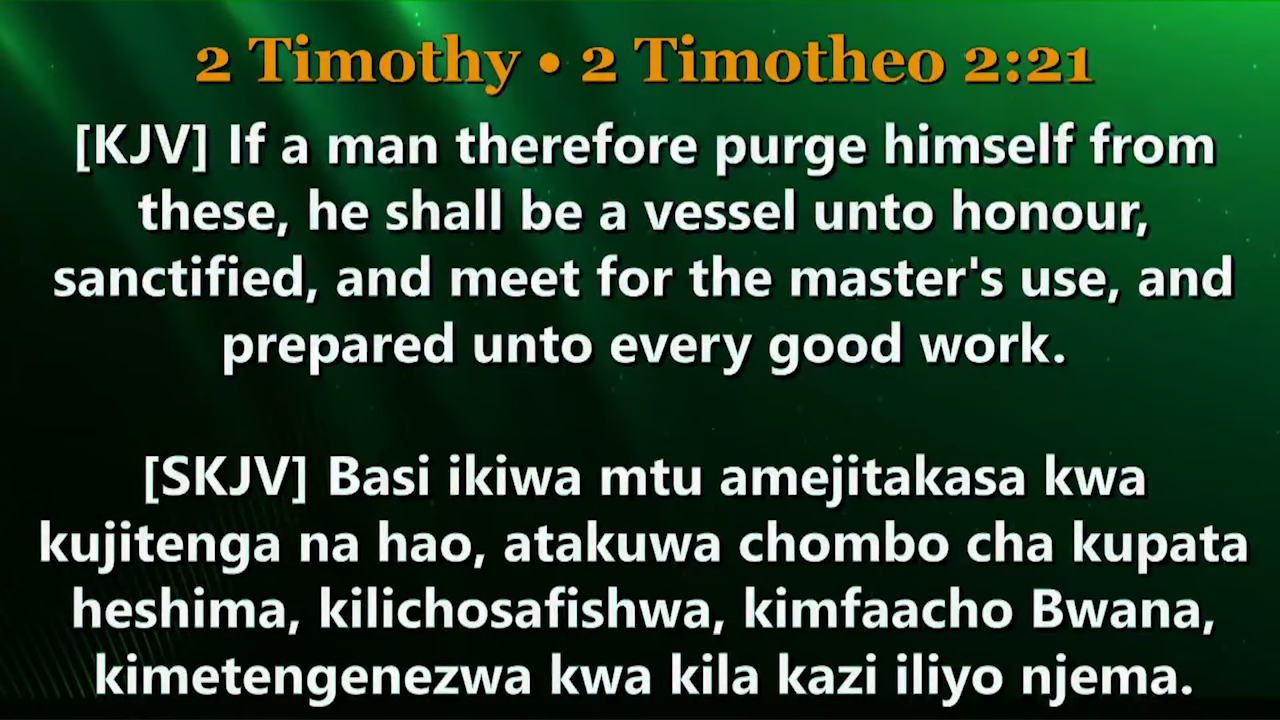 2 Timothy • 2 Timotheo 2:21
[KJV] If a man therefore purge himself from
these, he shall be a vessel unto honour,
sanctified, and meet for the master's use, and
prepared unto every good work.
[SKJV] Basi ikiwa mtu amejitakasa kwa
kujitenga na hao, atakuwa chombo cha kupata
heshima, kilichosafishwa, kimfaacho Bwana,
kimetengenezwa kwa kila kazi iliyo njema.